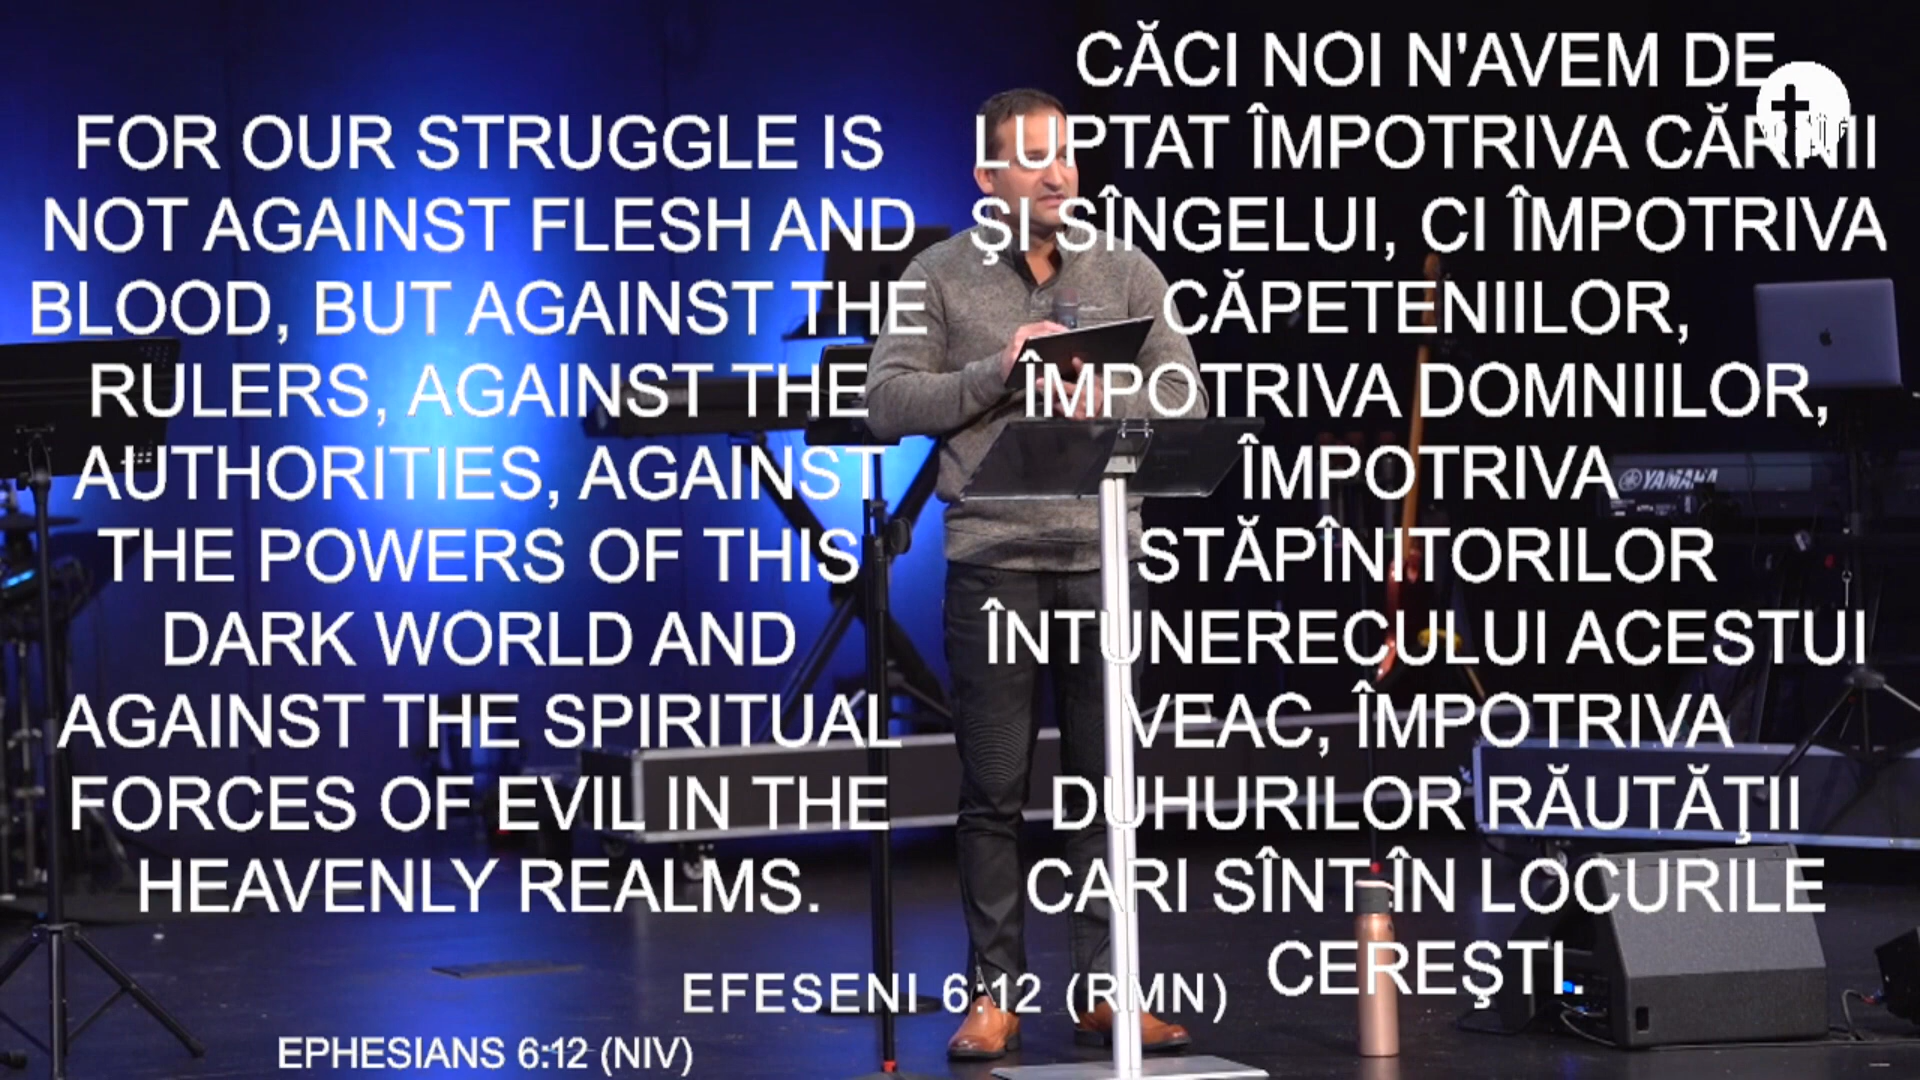 FOR OUR STRUGGLE IS
NOT AGAINST FLESH AND
BLOOD, BUT AGAINST THE
RULERS, AGAINST THE
AUTHORITIES, AGAINST
THE POWERS OF THIS
DARK WORLD AND
AGAINST THE SPIRITUAL
FORCES OF EVIL IN THE
HEAVENLY REALMS.
EPHESIANS 6:12 (NIV)
CĂCI NOI N'AVEM DE
LUPTAT ÎMPOTRIVA CĂRNII
ŞI SÎNGELUI, CI ÎMPOTRIVA
CĂPETENIILOR,
ÎMPOTRIVA DOMNIILOR,
ÎMPOTRIVA
STĂPÎNITORILOR
ÎNTUNERECULUI ACESTUI
VEAC, ÎMPOTRIVA
DUHURILOR RĂUTĂŢII
CARI SÎNT ÎN LOCURILE
CEREŞTI.
EFESENI 6:12 (RMN)
YAMAHA